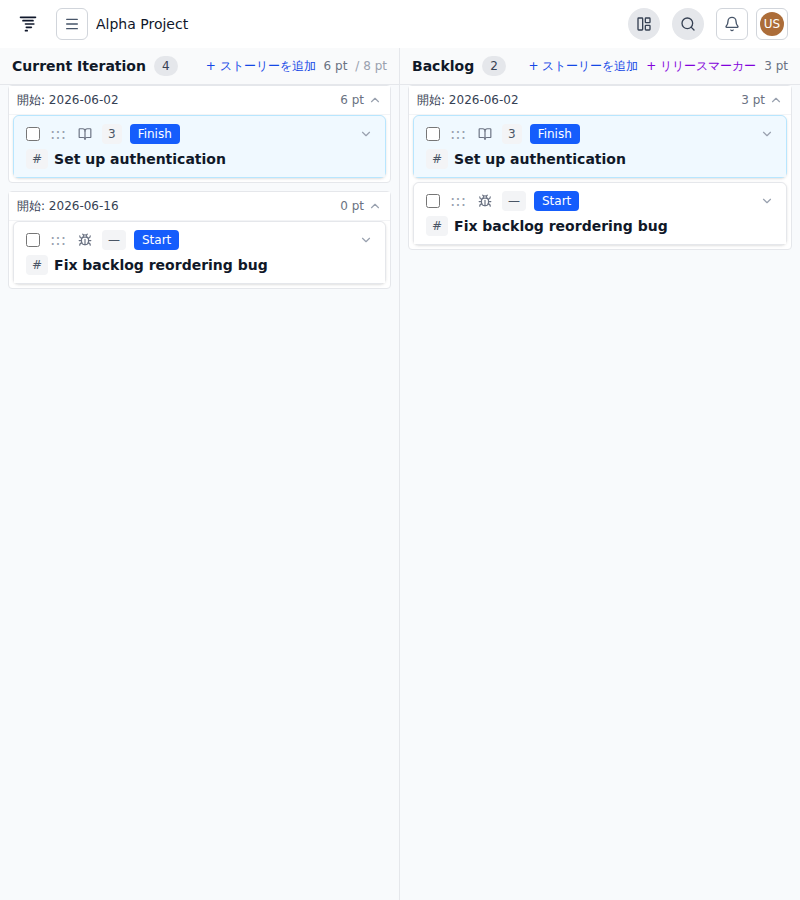 Alpha Project
US
Current Iteration 4 + ストーリーを追加 6 pt / 8 pt
開始: 2026-06-02 6 pt
3 Finish
# Set up authentication
開始: 2026-06-16 0 pt
— Start
# Fix backlog reordering bug
Backlog 2 + ストーリーを追加 + リリースマーカー 3 pt
開始: 2026-06-02 3 pt
3 Finish
# Set up authentication
— Start
# Fix backlog reordering bug